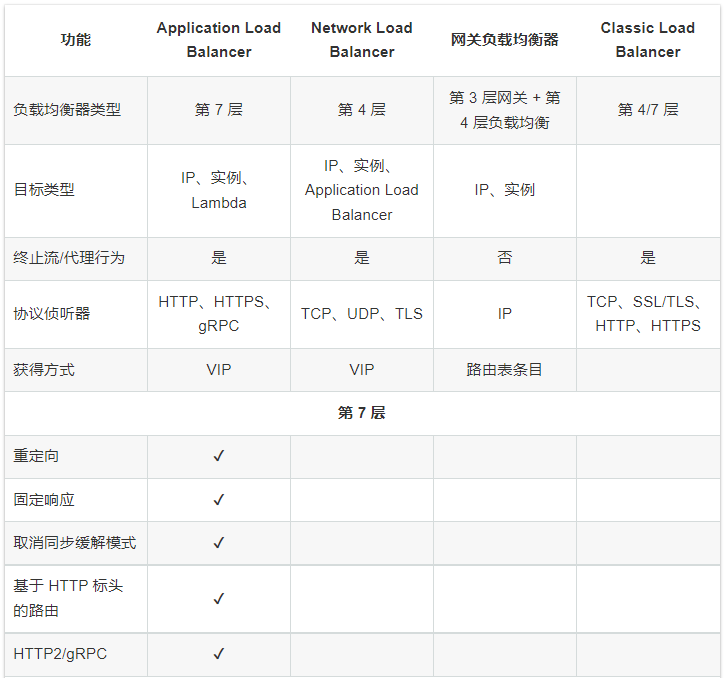 功能
Application Load
Balancer
Network Load
Balancer
网关负载均衡器
Classic Load
Balancer
负载均衡器类型
第 7 层
第 4 层
第 3 层网关 + 第
4 层负载均衡
第 4/7 层
目标类型
IP、实例、
Lambda
IP、实例、
Application Load
Balancer
IP、实例
终止流/代理行为
是
是
否
是
协议侦听器
HTTP、HTTPS、
gRPC
TCP、UDP、TLS
IP
TCP、SSL/TLS、
HTTP、HTTPS
获得方式
VIP
VIP
路由表条目
第 7 层
重定向
✓
固定响应
✓
取消同步缓解模式
✓
基于 HTTP 标头
的路由
✓
HTTP2/gRPC
✓